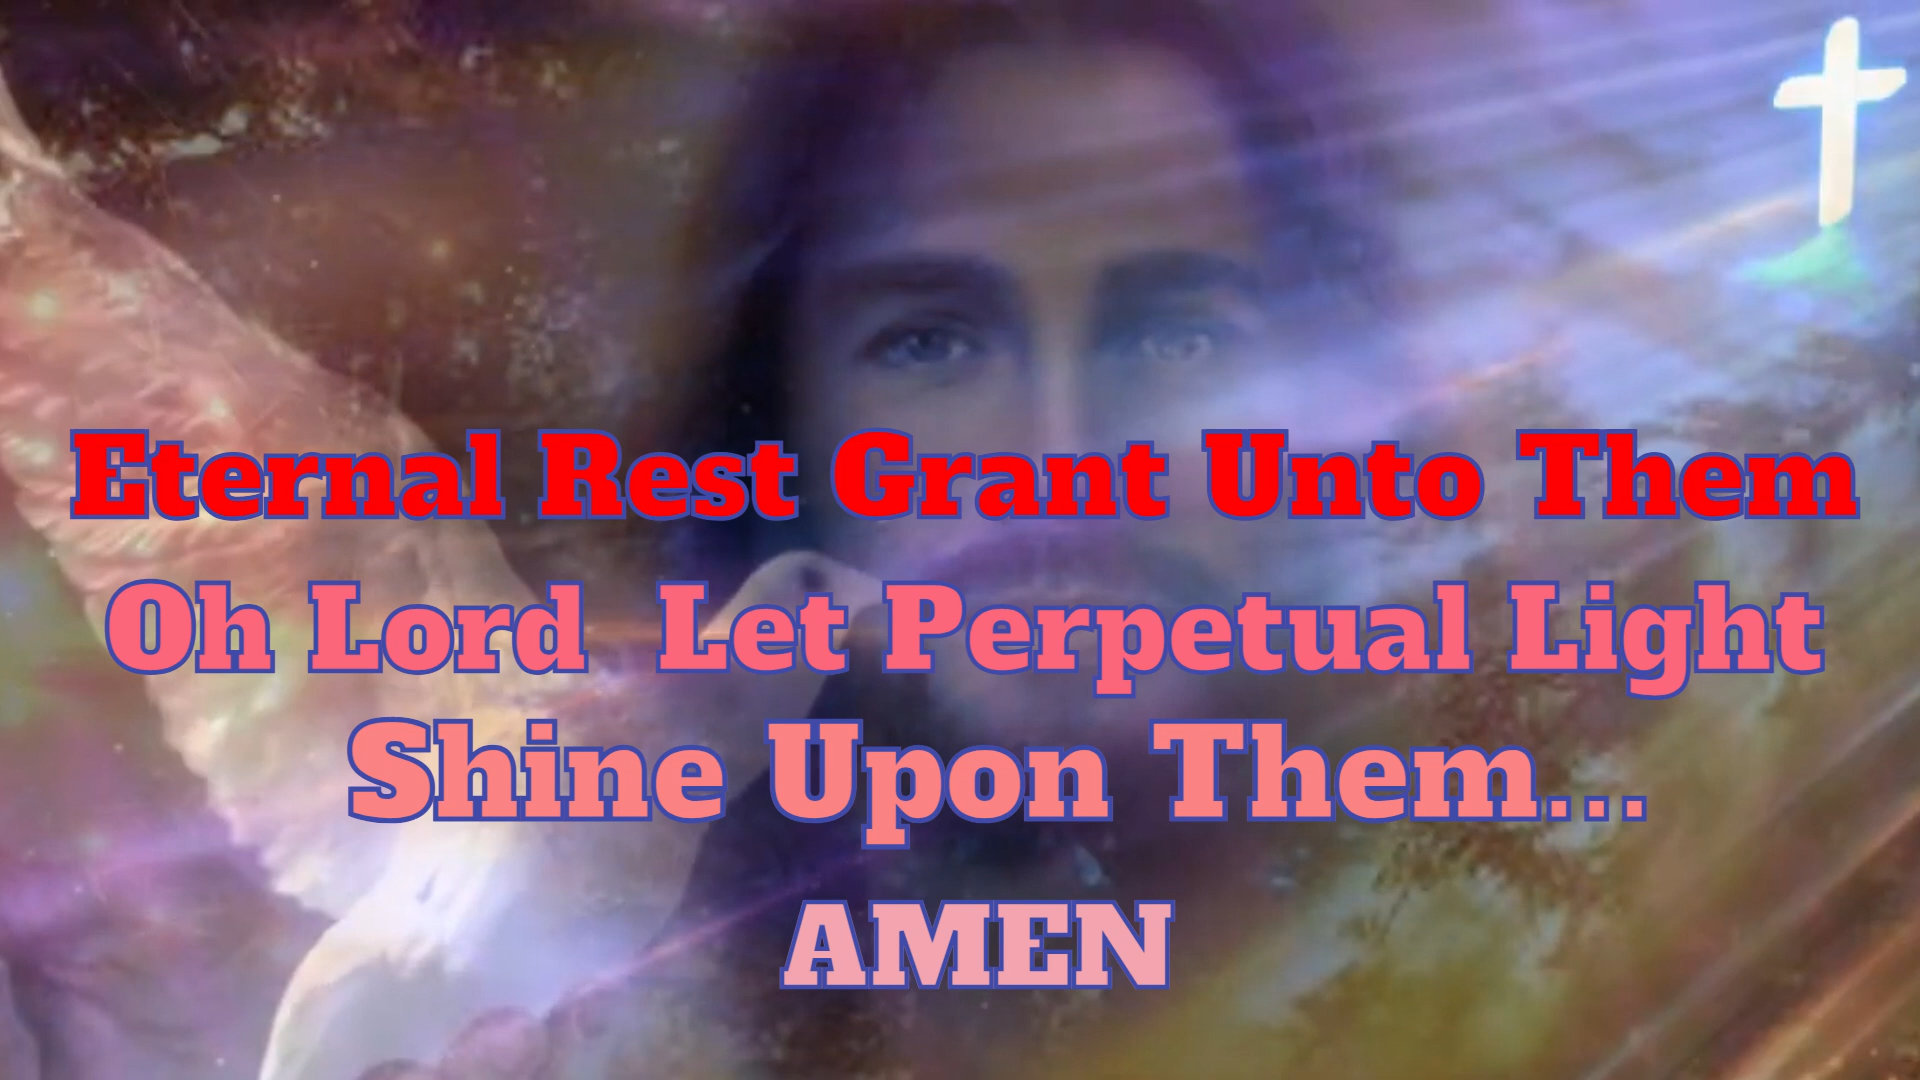 Eternal Rest Grant Unto Them
Oh Lord Let Perpetual Light
Shine Upon Them...
AMEN